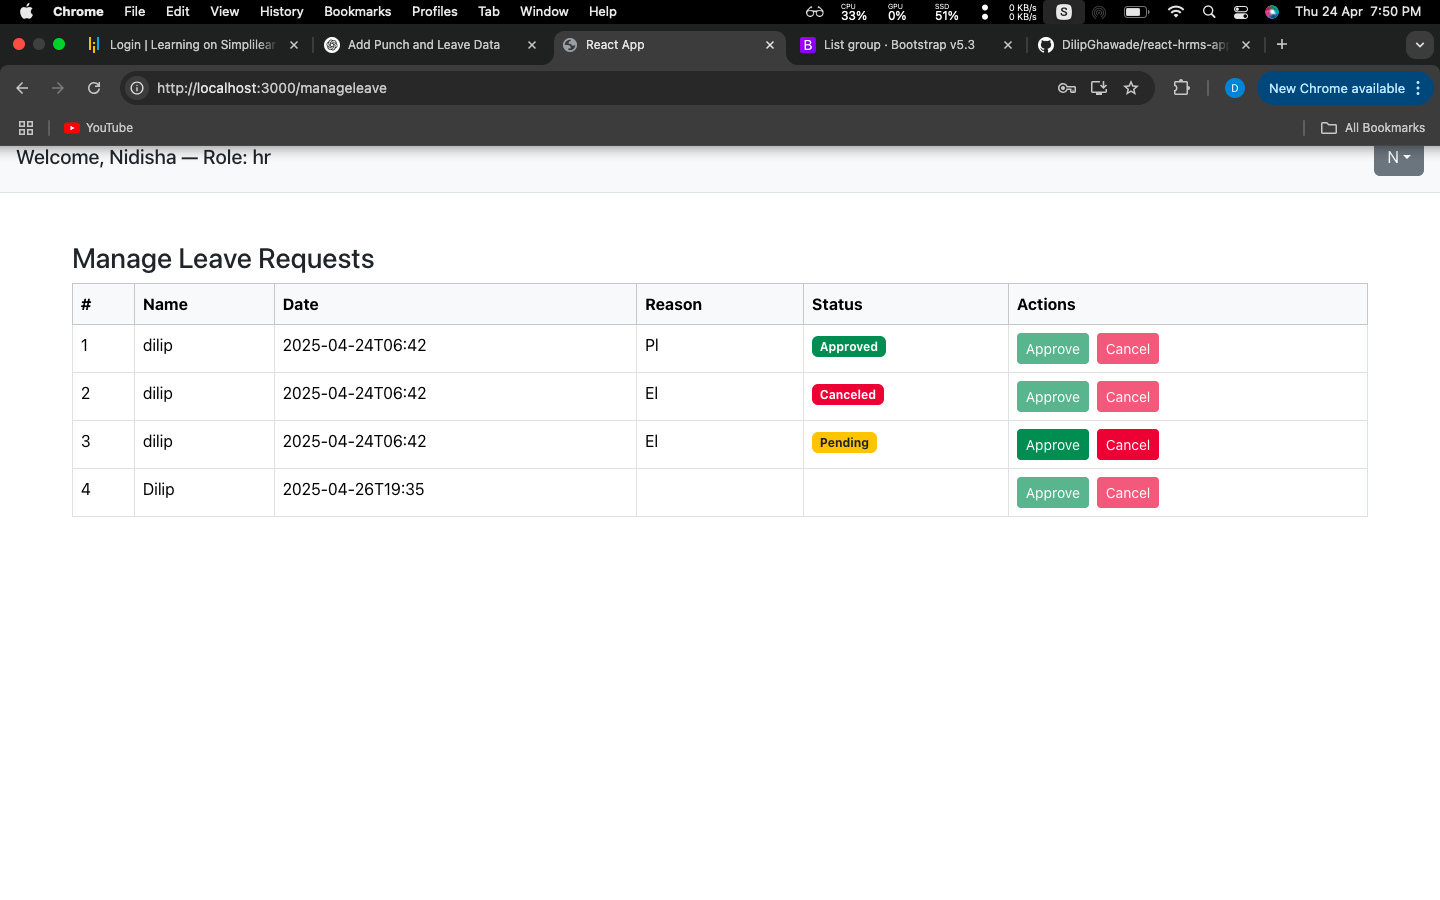 Chrome File Edit View History Bookmarks Profiles Tab Window Help CPU 33% GPU 0% SSD 51% 0 KB/s 0 KB/s S Thu 24 Apr 7:50 PM
Login | Learning on Simplilear Add Punch and Leave Data React App B List group · Bootstrap v5.3 DilipGhawade/react-hrms-app
http://localhost:3000/manageleave D New Chrome available
YouTube All Bookmarks
Welcome, Nidisha — Role: hr N
Manage Leave Requests
# Name Date Reason Status Actions
1 dilip 2025-04-24T06:42 Pl Approved Approve Cancel
2 dilip 2025-04-24T06:42 El Canceled Approve Cancel
3 dilip 2025-04-24T06:42 El Pending Approve Cancel
4 Dilip 2025-04-26T19:35 Approve Cancel